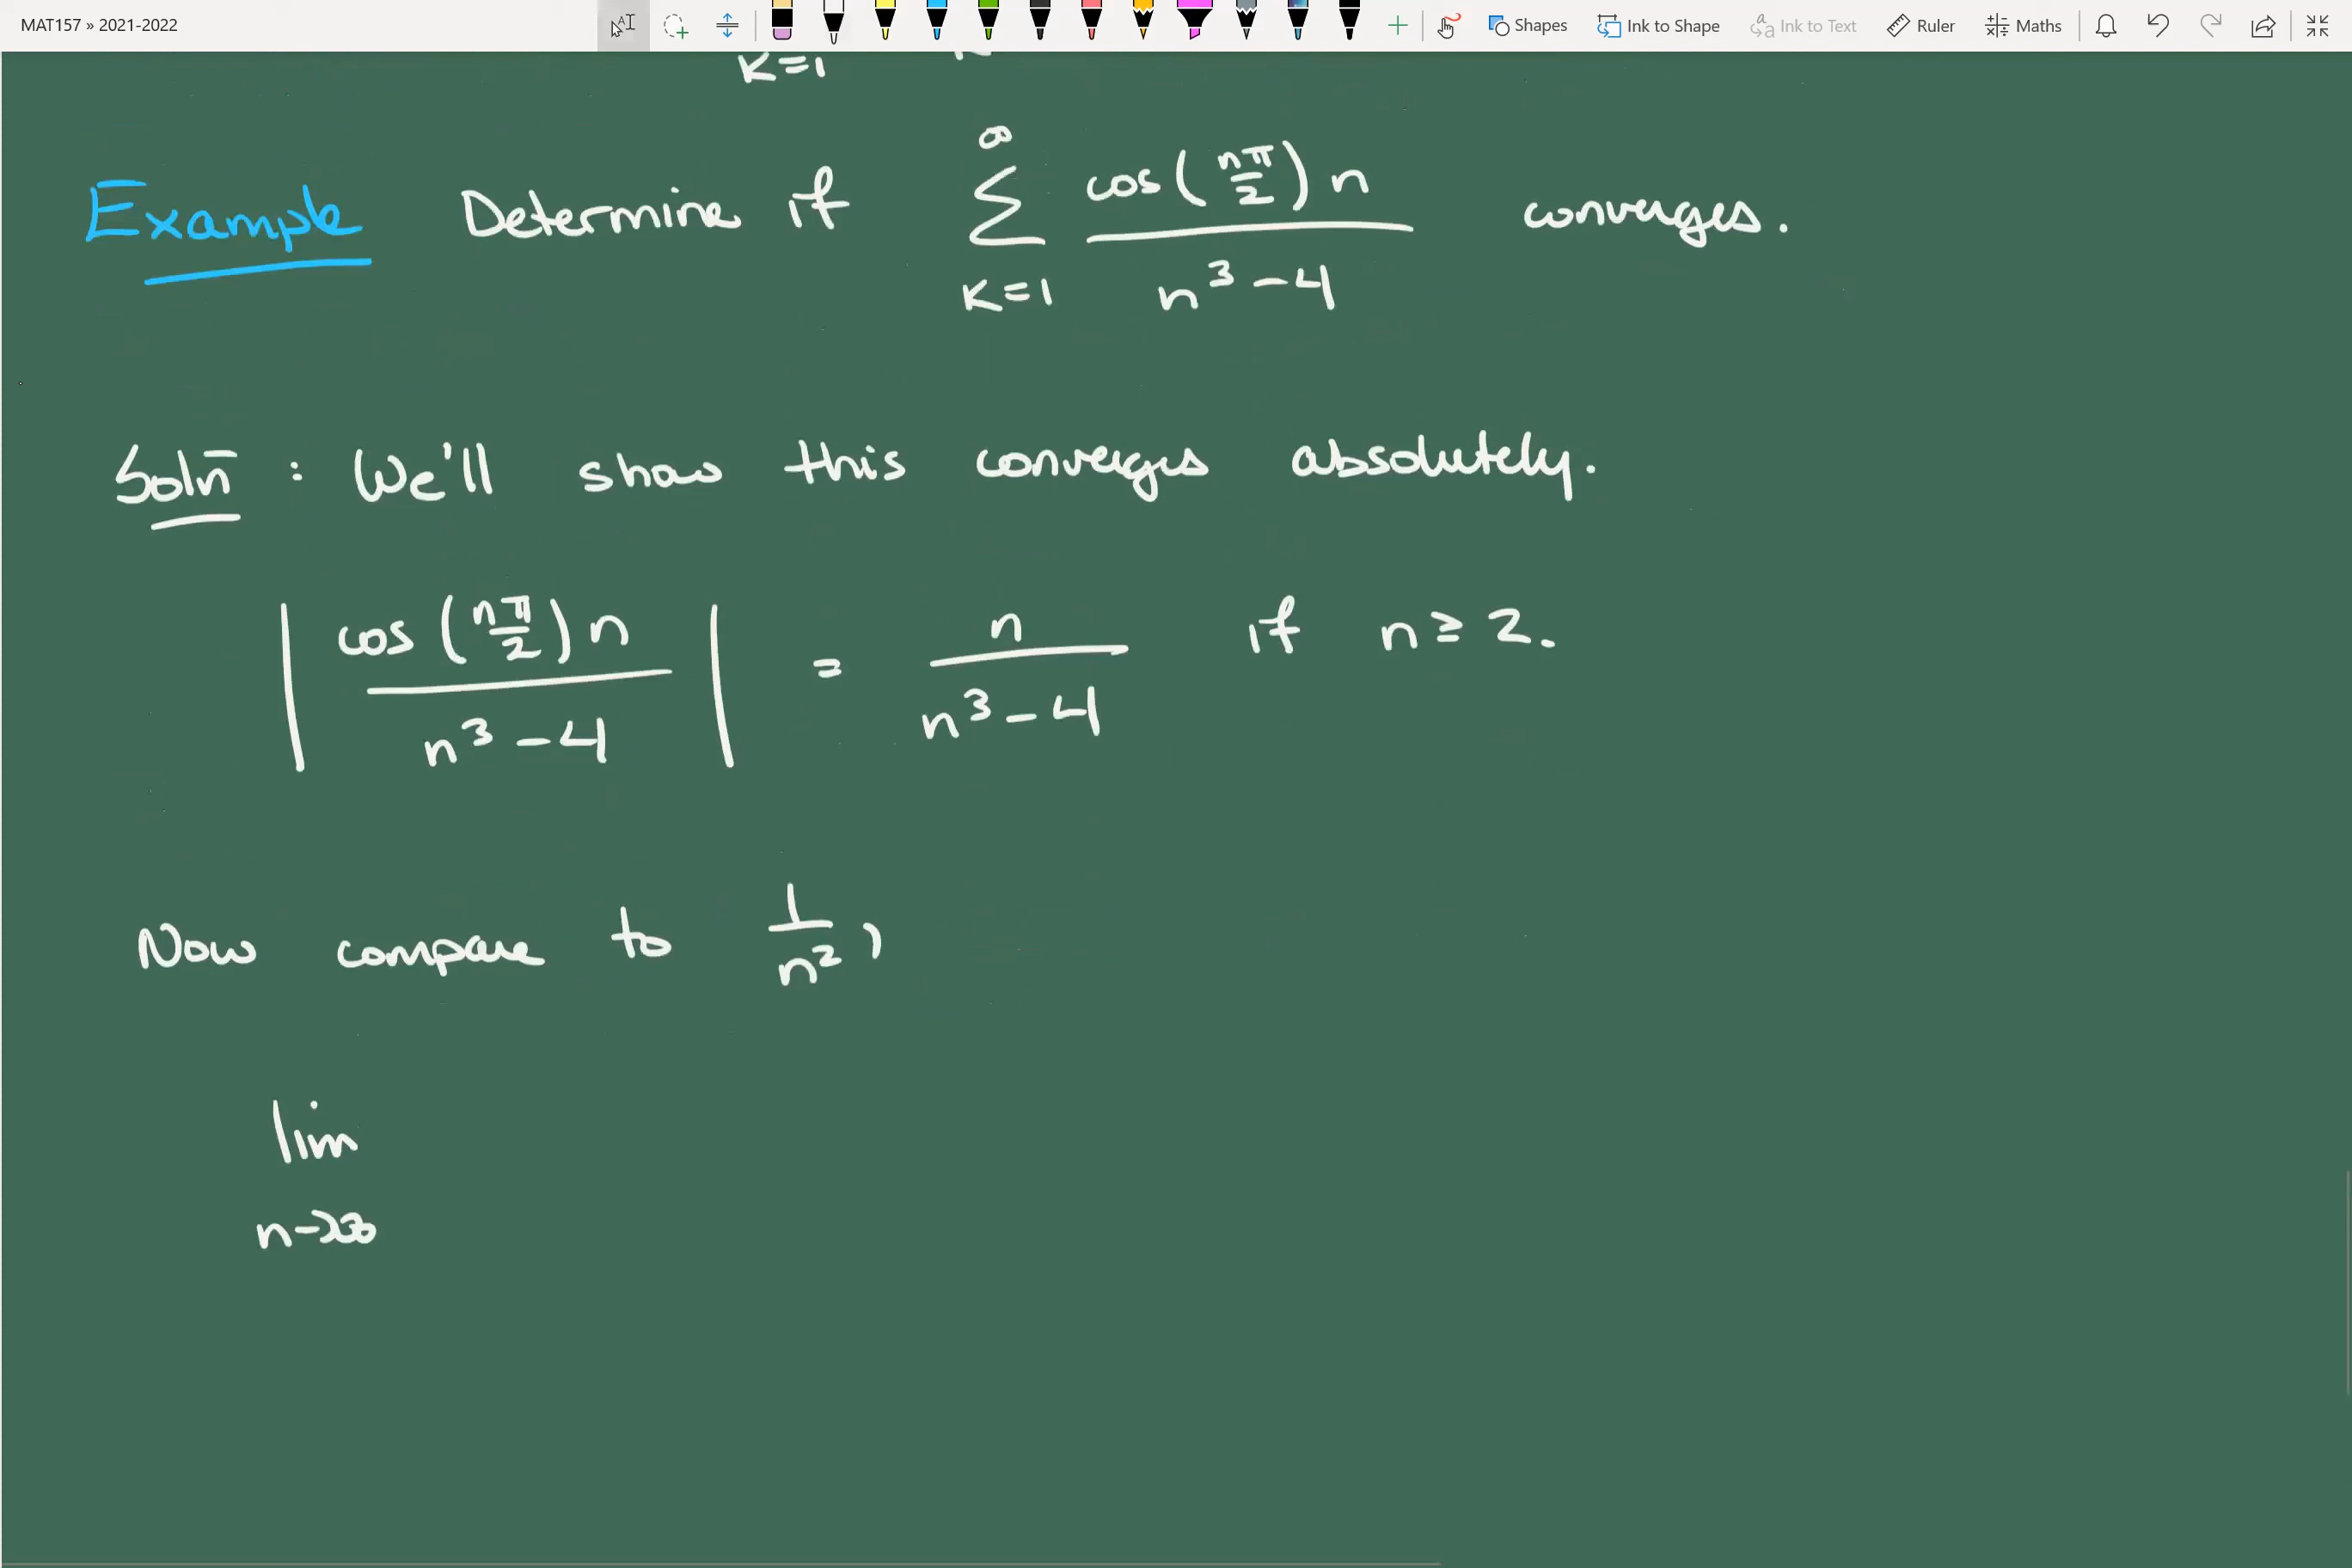 MAT157 » 2021-2022 Shapes Ink to Shape Ink to Text Ruler Maths
K=1
Example Determine if ∑_{K=1}^{∞} cos(nπ/2)n / (n³-4) converges.
Soln̄ : We'll show this converges absolutely.
| cos(nπ/2)n / (n³-4) | = n / (n³-4) if n ≥ 2.
Now compare to 1/n²,
lim
n→∞